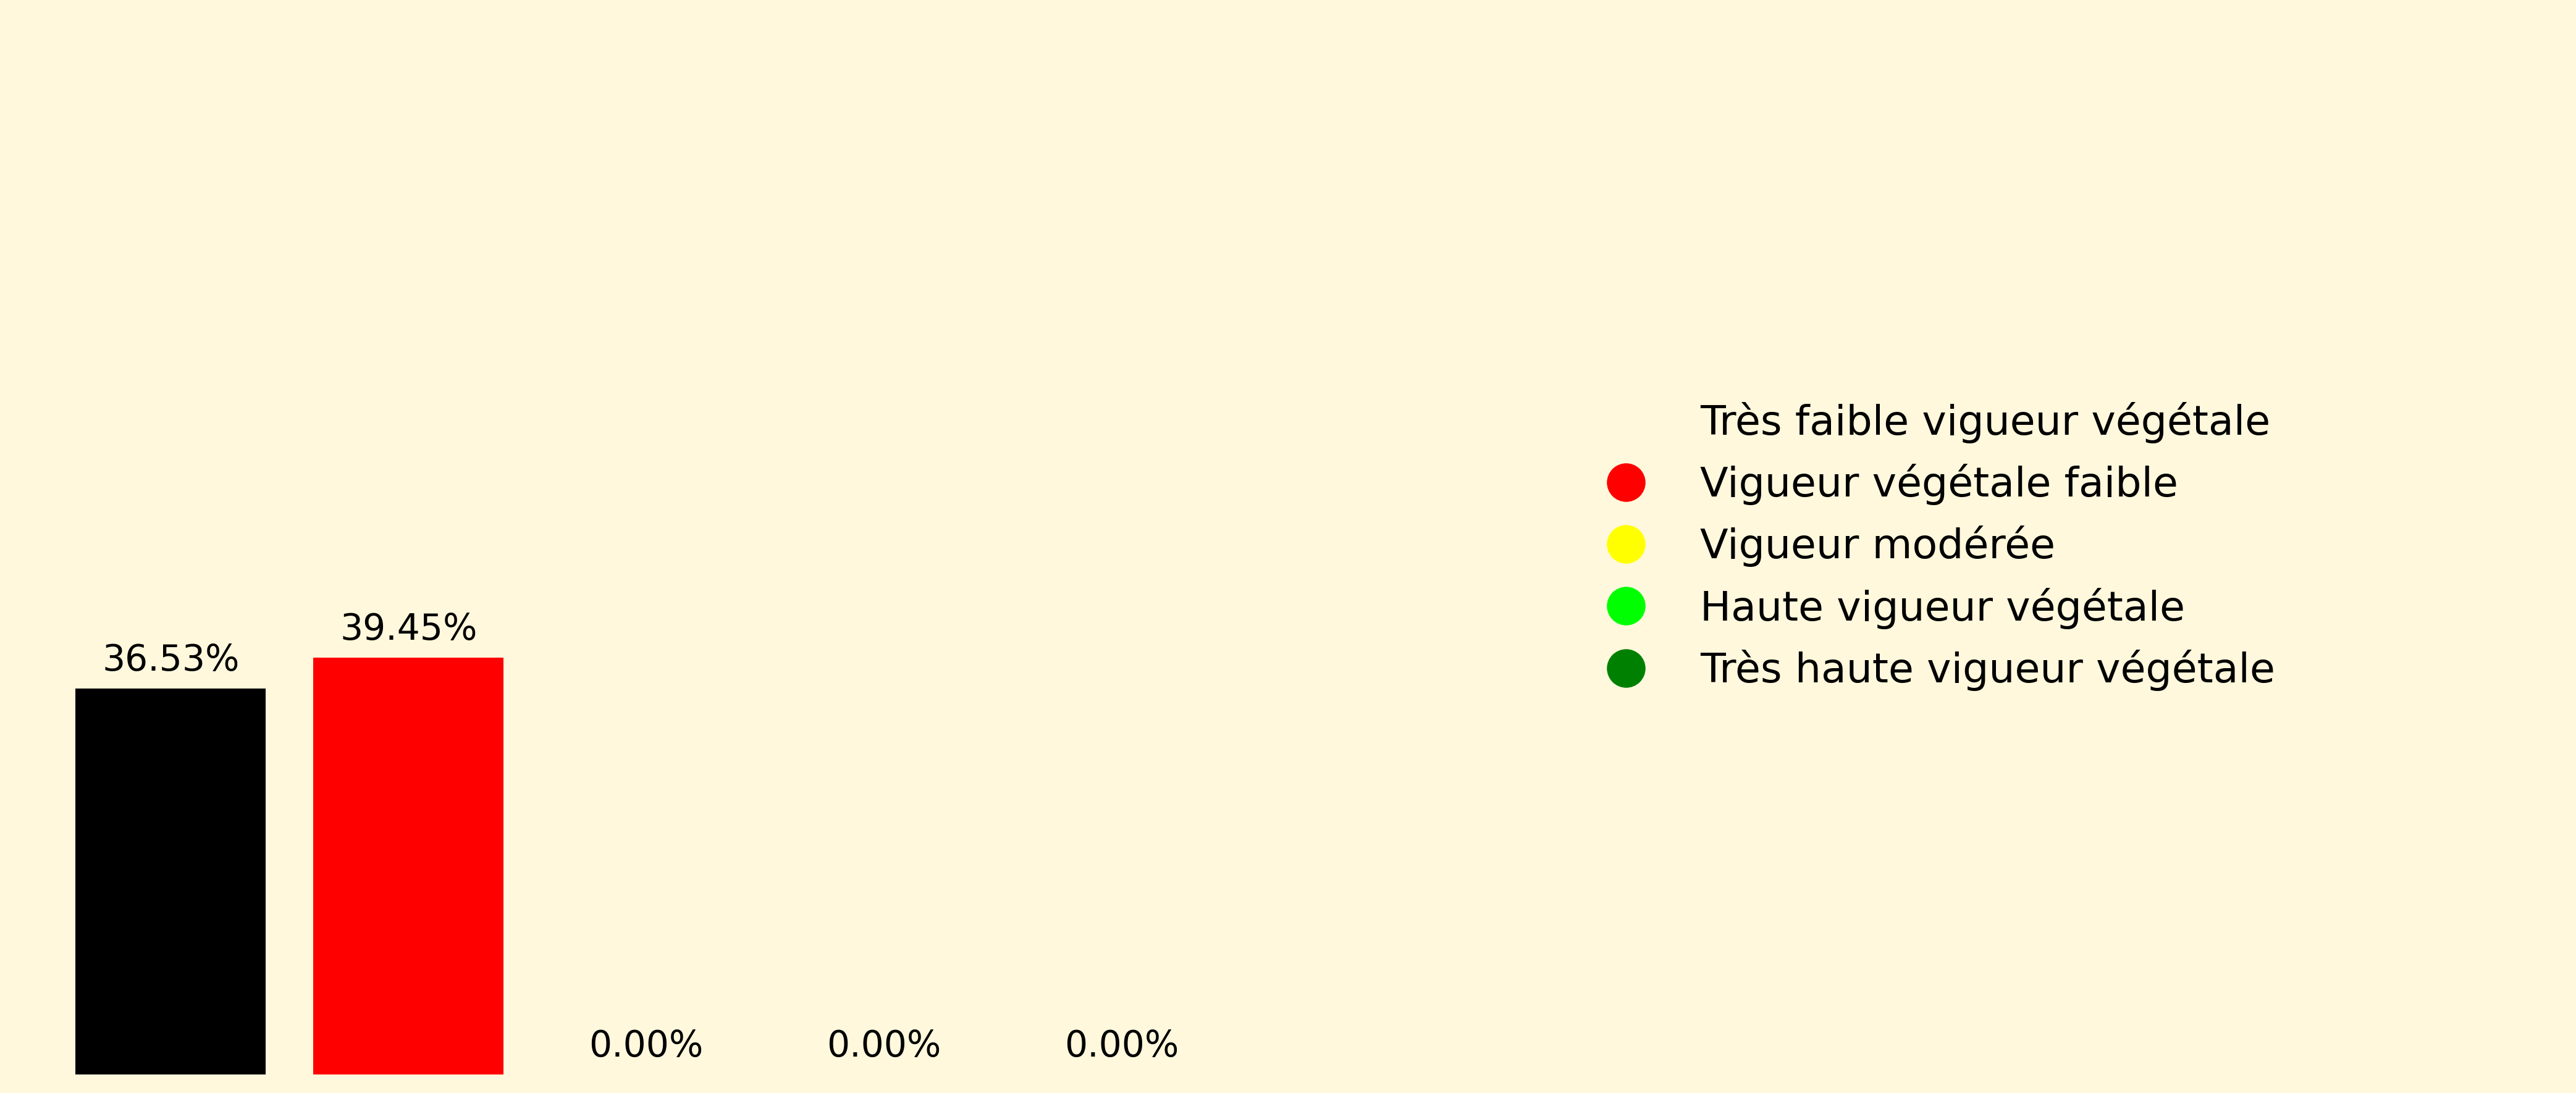 36.53%
39.45%
0.00%
0.00%
0.00%
Très faible vigueur végétale
Vigueur végétale faible
Vigueur modérée
Haute vigueur végétale
Très haute vigueur végétale